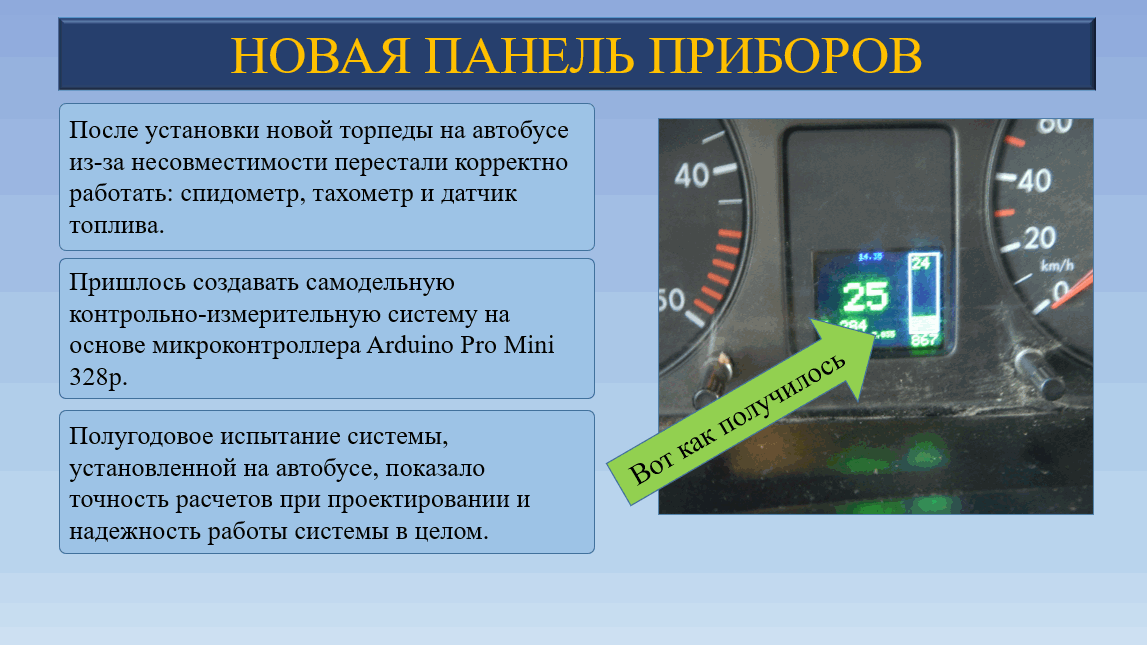 НОВАЯ ПАНЕЛЬ ПРИБОРОВ
После установки новой торпеды на автобусе
из-за несовместимости перестали корректно
работать: спидометр, тахометр и датчик
топлива.
Пришлось создавать самодельную
контрольно-измерительную систему на
основе микроконтроллера Arduino Pro Mini
328p.
Полугодовое испытание системы,
установленной на автобусе, показало
точность расчетов при проектировании и
надежность работы системы в целом.
40
50
24
25
284
867
60
40
20
km/h
0
Вот как получилось